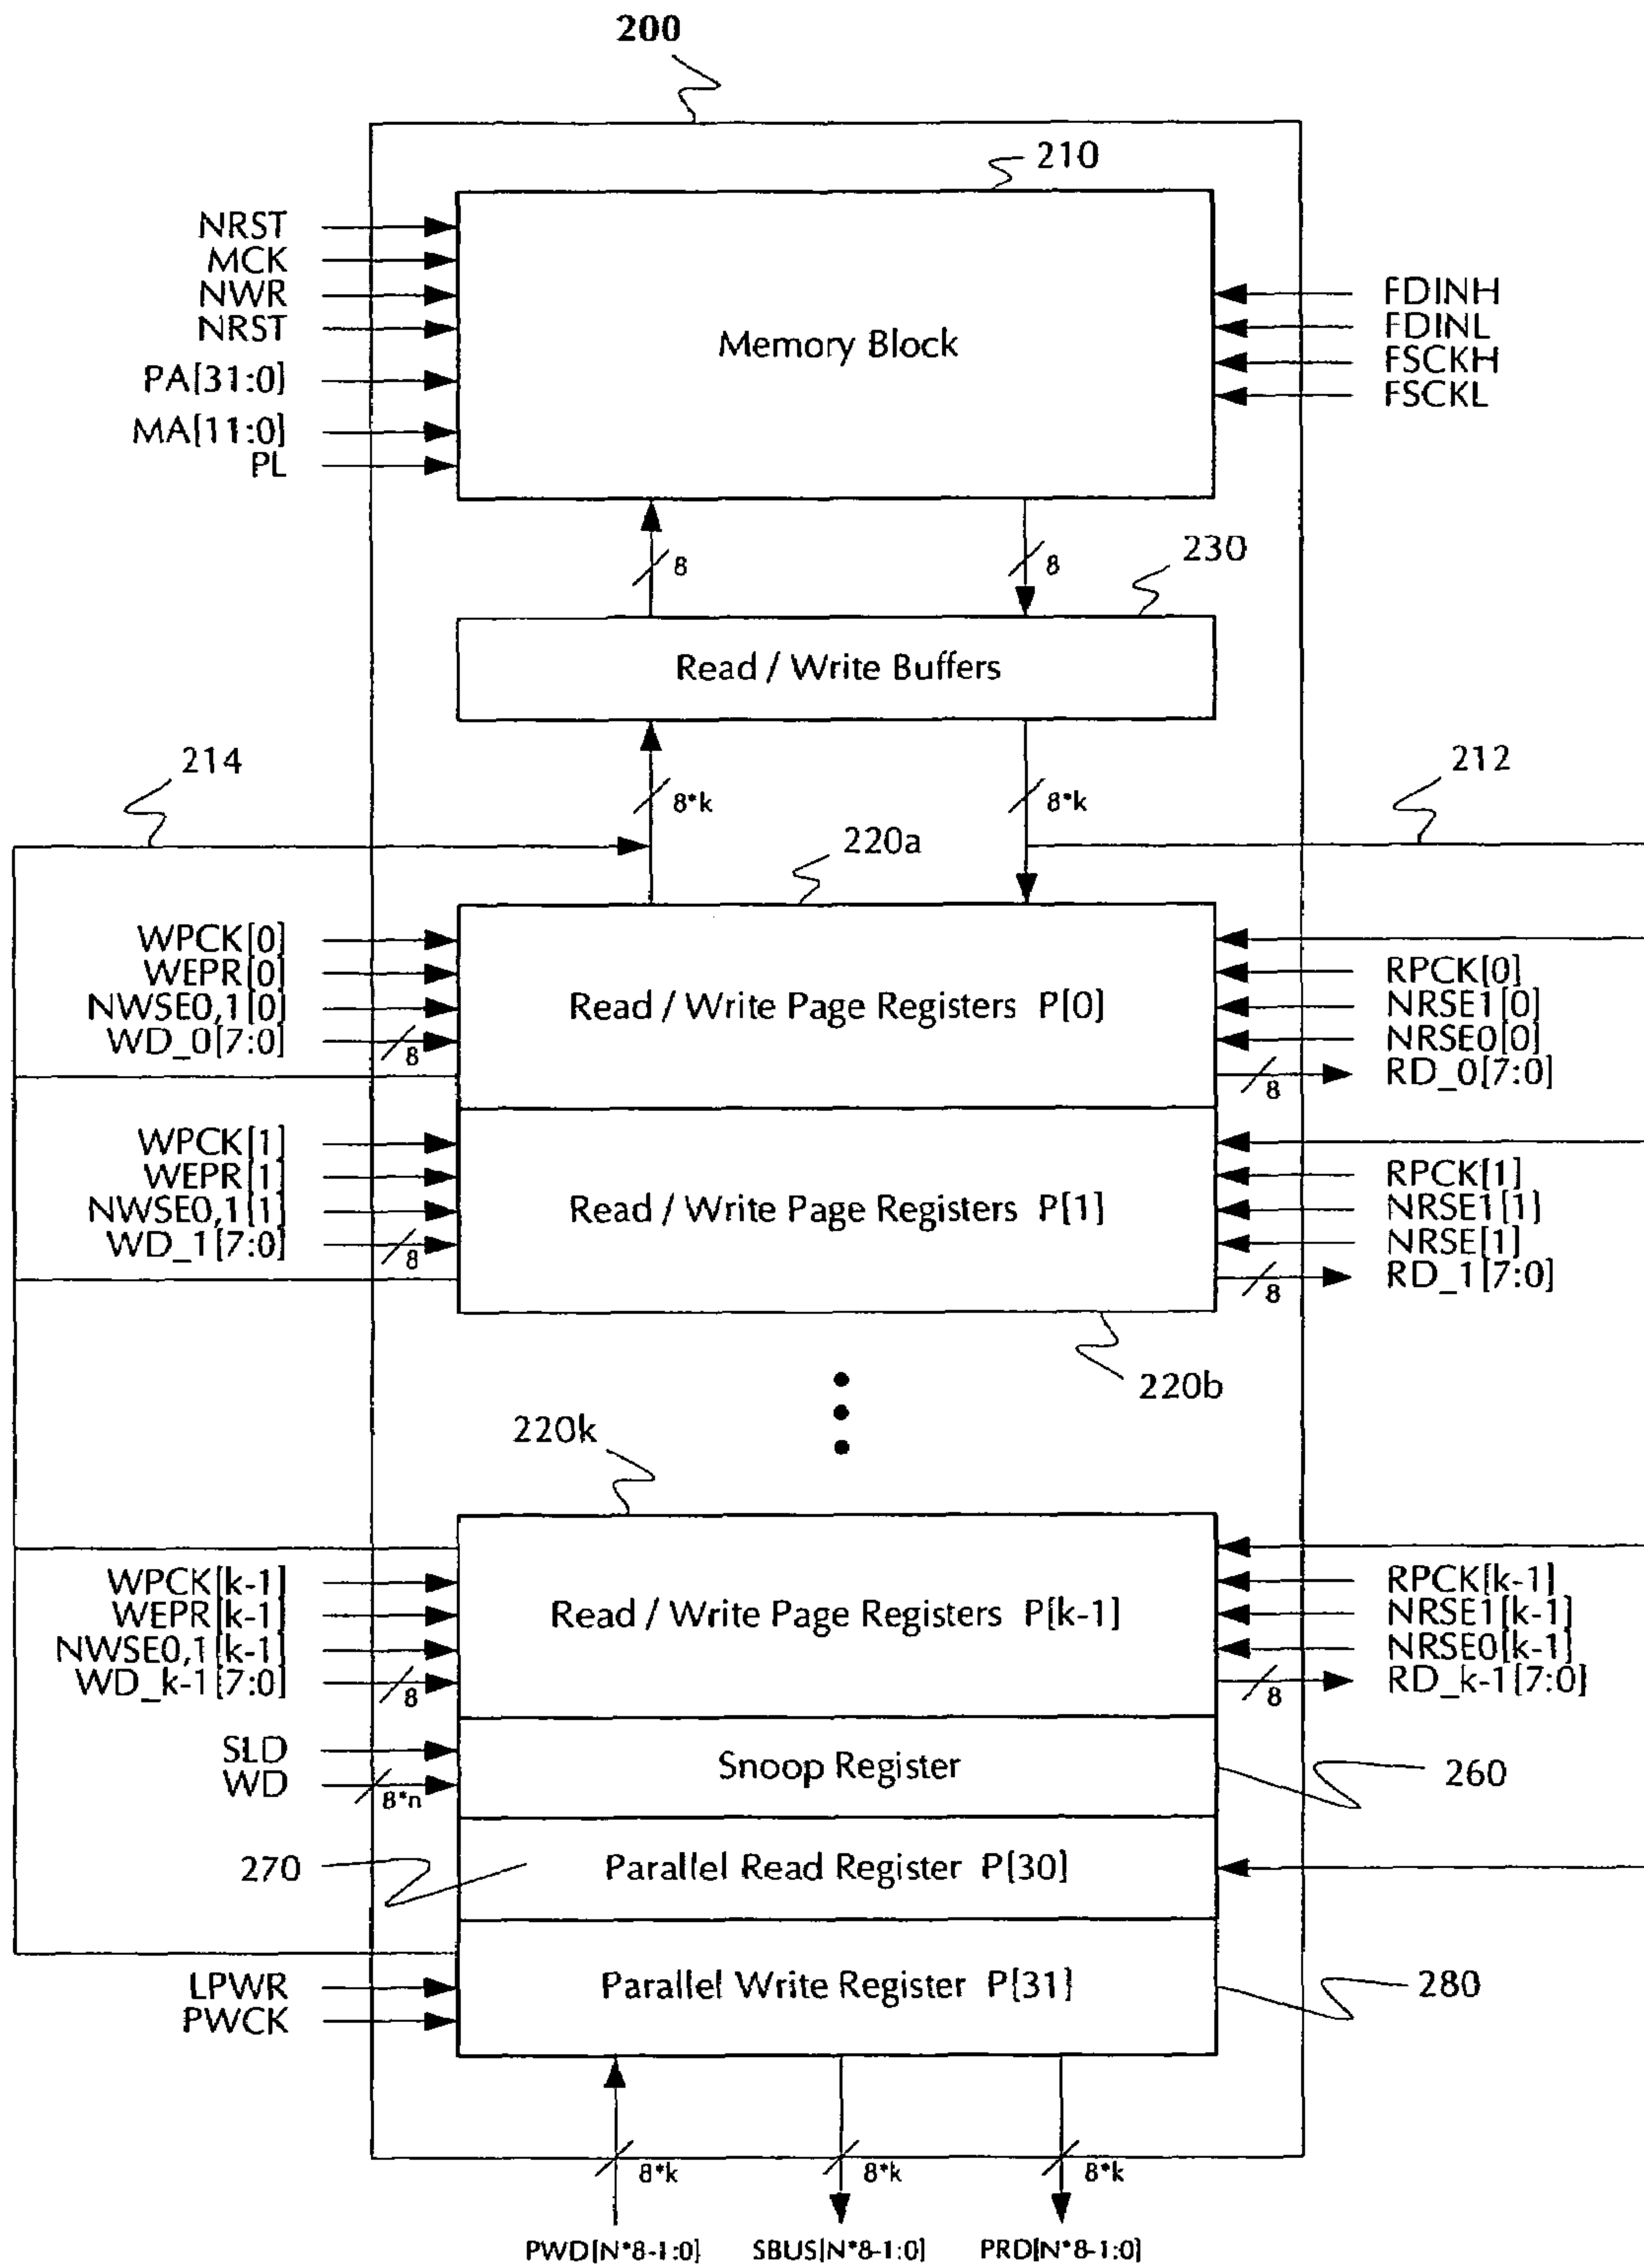 200
210
NRST
MCK
NWR
NRST
PA[31:0]
MA[11:0]
PL
Memory Block
FDINH
FDINL
FSCKH
FSCKL
8
8
230
Read / Write Buffers
214
212
8*k
8*k
220a
WPCK[0]
WEPR[0]
NWSE0,1[0]
WD_0[7:0]
8
Read / Write Page Registers P[0]
RPCK[0]
NRSE1[0]
NRSE0[0]
RD_0[7:0]
8
WPCK[1]
WEPR[1]
NWSE0,1[1]
WD_1[7:0]
8
Read / Write Page Registers P[1]
RPCK[1]
NRSE1[1]
NRSE[1]
RD_1[7:0]
8
220b
220k
WPCK[k-1]
WEPR[k-1]
NWSE0,1[k-1]
WD_k-1[7:0]
8
Read / Write Page Registers P[k-1]
RPCK[k-1]
NRSE1[k-1]
NRSE0[k-1]
RD_k-1[7:0]
8
SLD
WD
8*n
Snoop Register
260
270
Parallel Read Register P[30]
LPWR
PWCK
Parallel Write Register P[31]
280
8*k
8*k
8*k
PWD[N*8-1:0]
SBUS[N*8-1:0]
PRD[N*8-1:0]